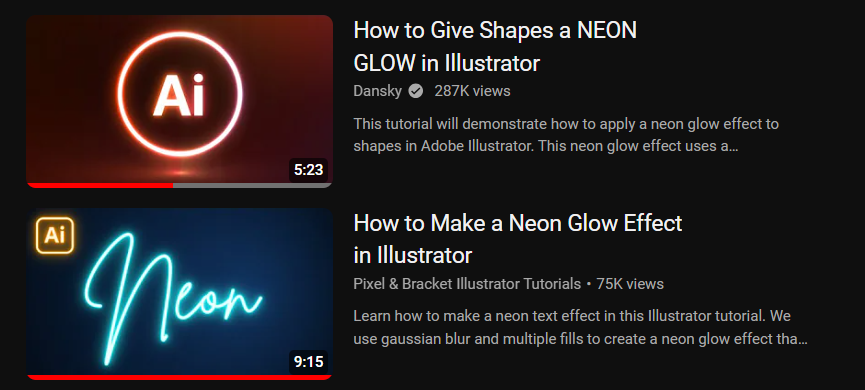 Ai
5:23
How to Give Shapes a NEON
GLOW in Illustrator
Dansky 287K views
This tutorial will demonstrate how to apply a neon glow effect to
shapes in Adobe Illustrator. This neon glow effect uses a...
Ai
Neon
9:15
How to Make a Neon Glow Effect
in Illustrator
Pixel & Bracket Illustrator Tutorials • 75K views
Learn how to make a neon text effect in this Illustrator tutorial. We
use gaussian blur and multiple fills to create a neon glow effect tha...